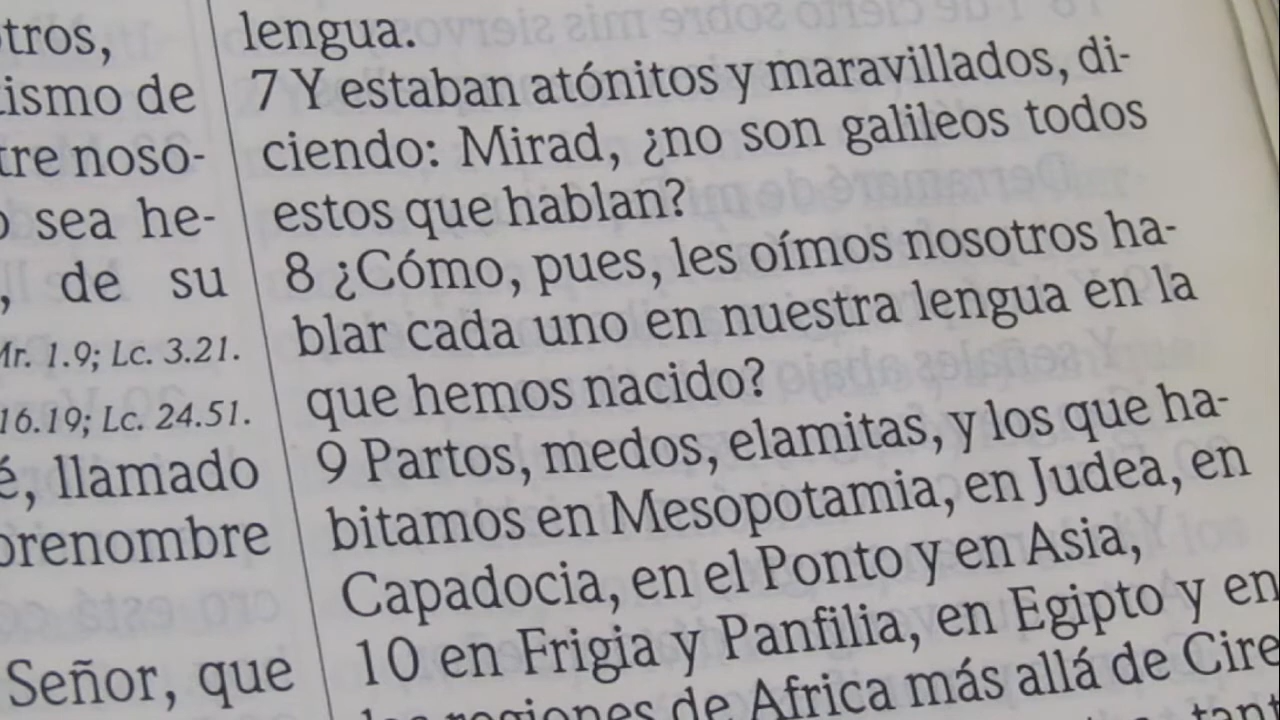 tros,
tismo de
tre noso-
o sea he-
, de su
Mr. 1.9; Lc. 3.21.
16.19; Lc. 24.51.
é, llamado
brenombre
Señor, que
lengua.
7 Y estaban atónitos y maravillados, di-
ciendo: Mirad, ¿no son galileos todos
estos que hablan?
8 ¿Cómo, pues, les oímos nosotros ha-
blar cada uno en nuestra lengua en la
que hemos nacido?
9 Partos, medos, elamitas, y los que ha-
bitamos en Mesopotamia, en Judea, en
Capadocia, en el Ponto y en Asia,
10 en Frigia y Panfilia, en Egipto y en
regiones de Africa más allá de Cire